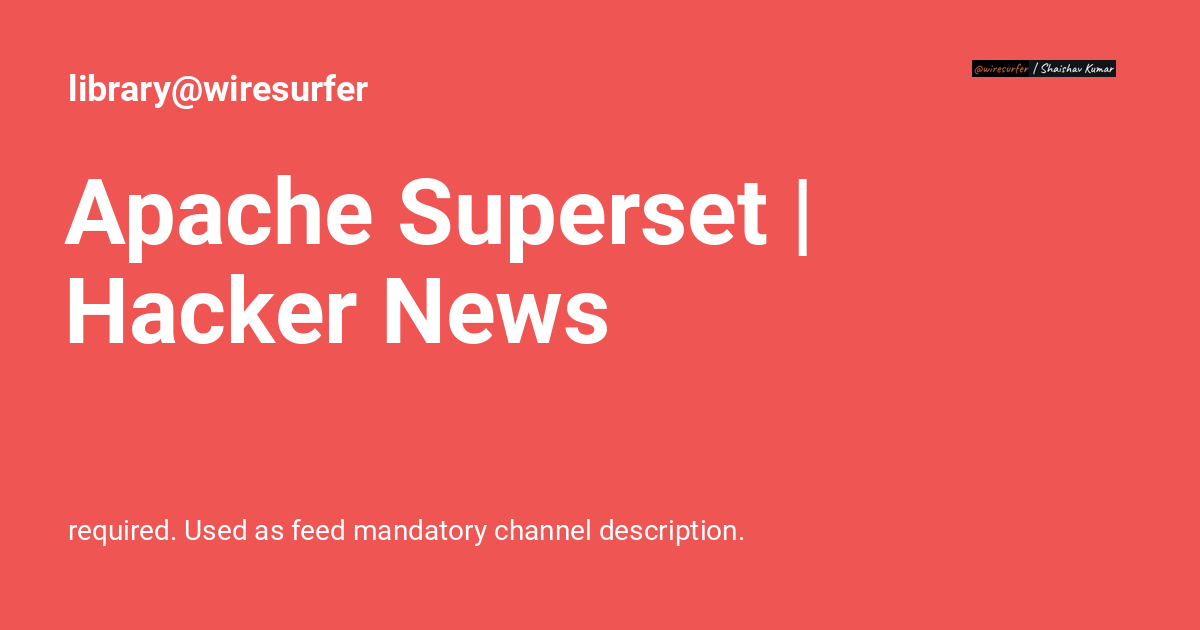 library@wiresurfer
@wiresurfer | Shaishav Kumar
Apache Superset |
Hacker News
required. Used as feed mandatory channel description.